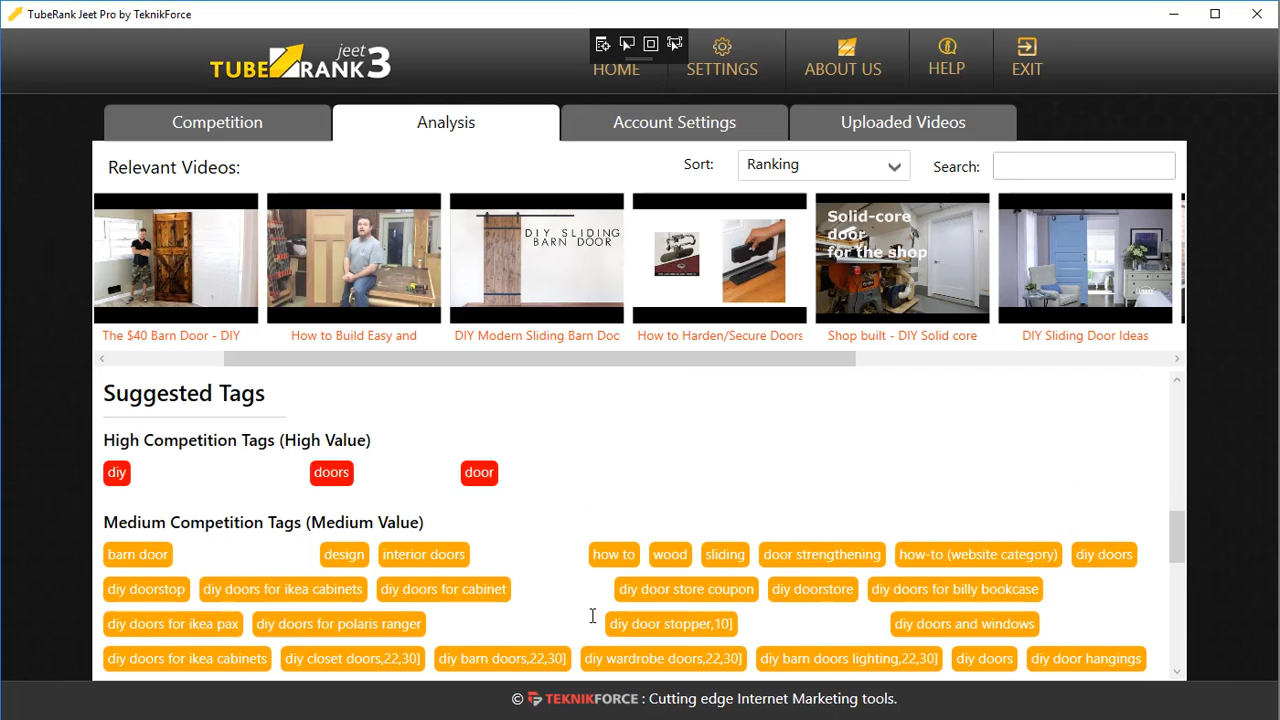 TubeRank Jeet Pro by TeknikForce
TUBE RANK jeet 3
HOME SETTINGS ABOUT US HELP EXIT
Competition Analysis Account Settings Uploaded Videos
Relevant Videos: Sort: Ranking Search:
DIY SLIDING
BARN DOOR
Solid-core
door
for the shop
The $40 Barn Door - DIY How to Build Easy and DIY Modern Sliding Barn Doc How to Harden/Secure Doors Shop built - DIY Solid core DIY Sliding Door Ideas
Suggested Tags
High Competition Tags (High Value)
diy doors door
Medium Competition Tags (Medium Value)
barn door design interior doors how to wood sliding door strengthening how-to (website category) diy doors
diy doorstop diy doors for ikea cabinets diy doors for cabinet diy door store coupon diy doorstore diy doors for billy bookcase
diy doors for ikea pax diy doors for polaris ranger diy door stopper,10] diy doors and windows
diy doors for ikea cabinets diy closet doors,22,30] diy barn doors,22,30] diy wardrobe doors,22,30] diy barn doors lighting,22,30] diy doors diy door hangings
© TEKNIKFORCE : Cutting edge Internet Marketing tools.